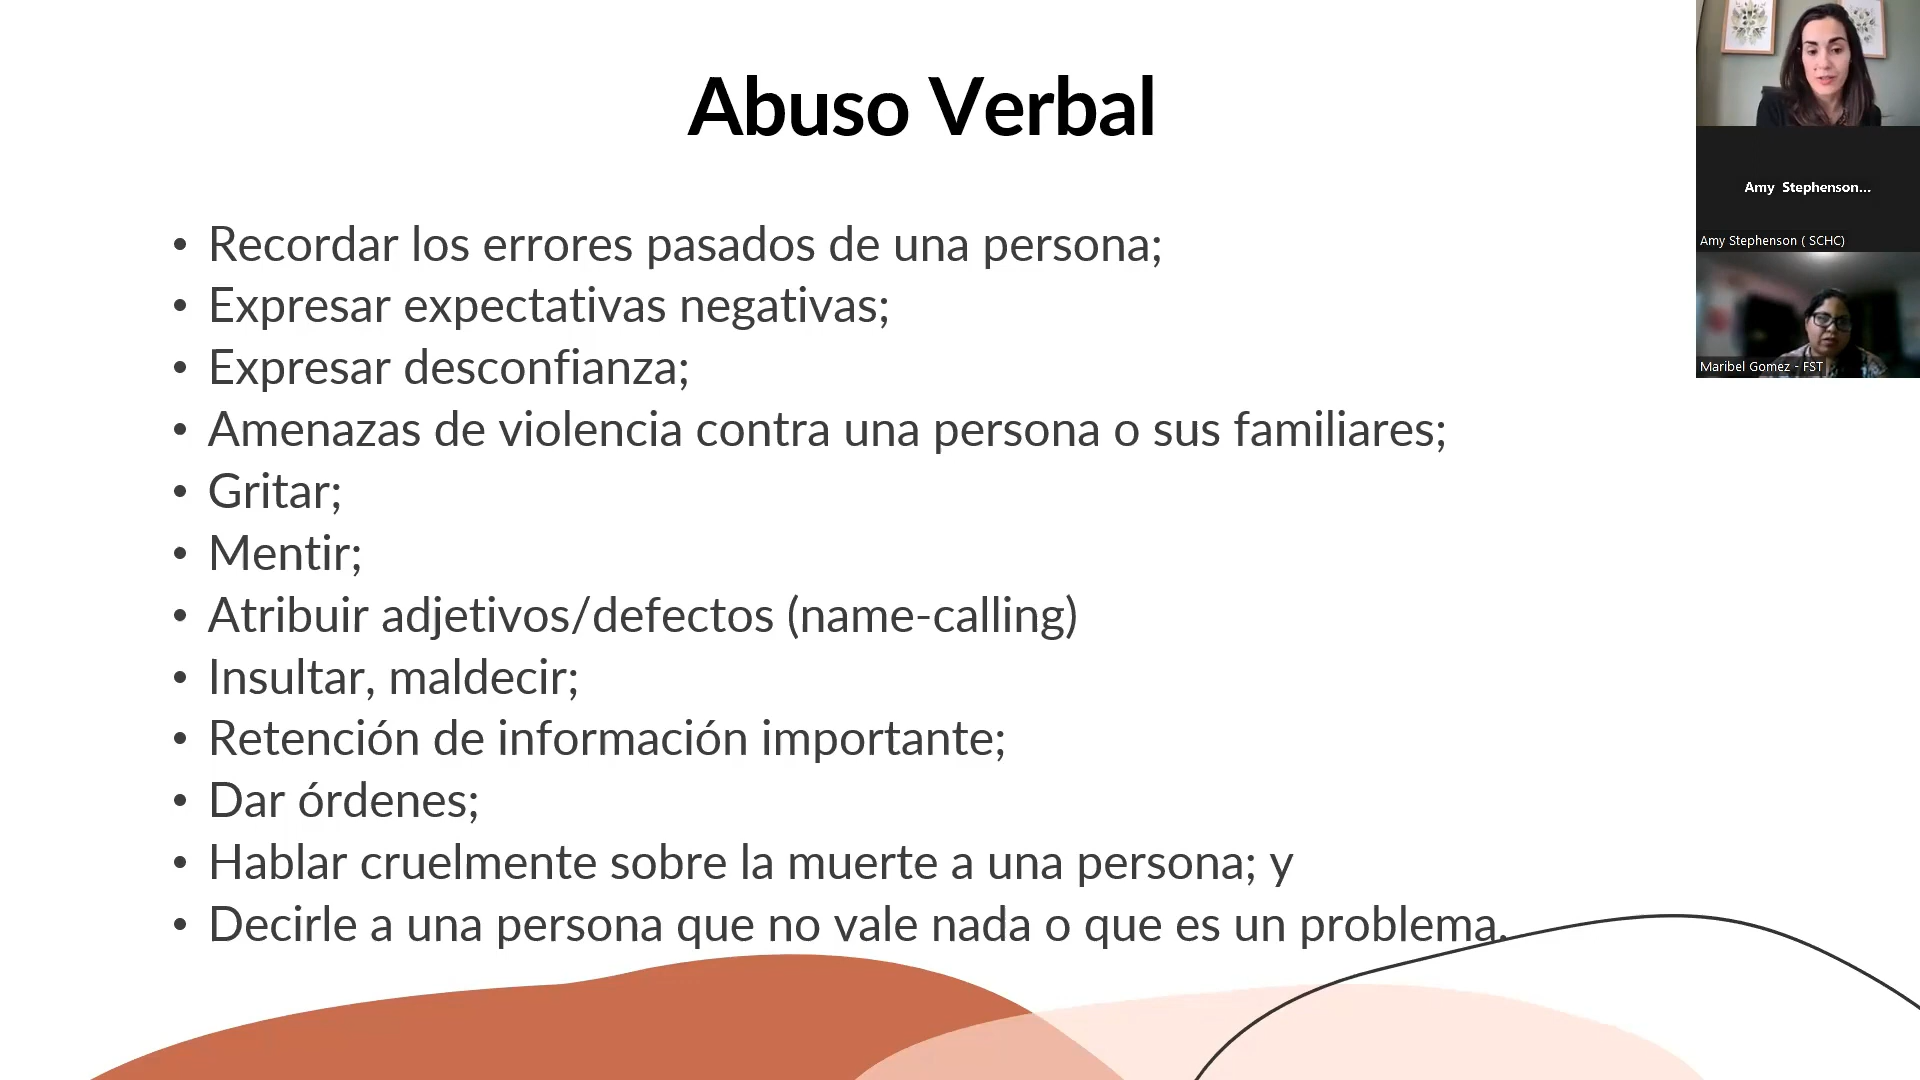 Abuso Verbal
• Recordar los errores pasados de una persona;
• Expresar expectativas negativas;
• Expresar desconfianza;
• Amenazas de violencia contra una persona o sus familiares;
• Gritar;
• Mentir;
• Atribuir adjetivos/defectos (name-calling)
• Insultar, maldecir;
• Retención de información importante;
• Dar órdenes;
• Hablar cruelmente sobre la muerte a una persona; y
• Decirle a una persona que no vale nada o que es un problema.
Amy Stephenson...
Amy Stephenson ( SCHC)
Maribel Gomez - FST